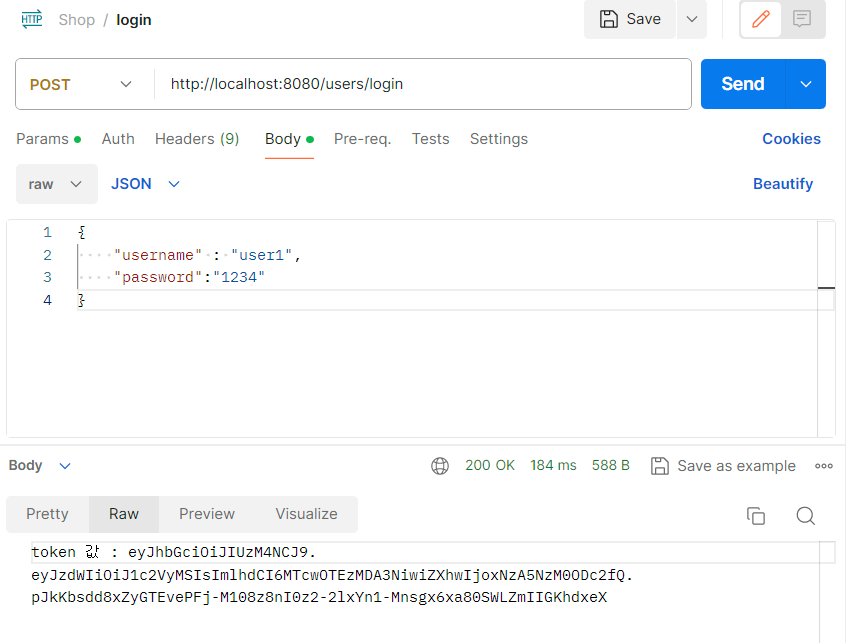 HTTP Shop / login Save
POST http://localhost:8080/users/login Send
Params Auth Headers (9) Body Pre-req. Tests Settings Cookies
raw JSON Beautify
1 {
2 "username" : "user1",
3 "password":"1234"
4 }
Body 200 OK 184 ms 588 B Save as example
Pretty Raw Preview Visualize
token 값 : eyJhbGciOiJIUzM4NCJ9.
eyJzdWIiOiJ1c2VyMSIsImlhdCI6MTcwOTEzMDA3NiwiZXhwIjoxNzA5NzM0ODc2fQ.
pJkKbsdd8xZyGTEvePFj-M108z8nI0z2-2lxYn1-Mnsgx6xa80SWLZmIIGKhdxeX